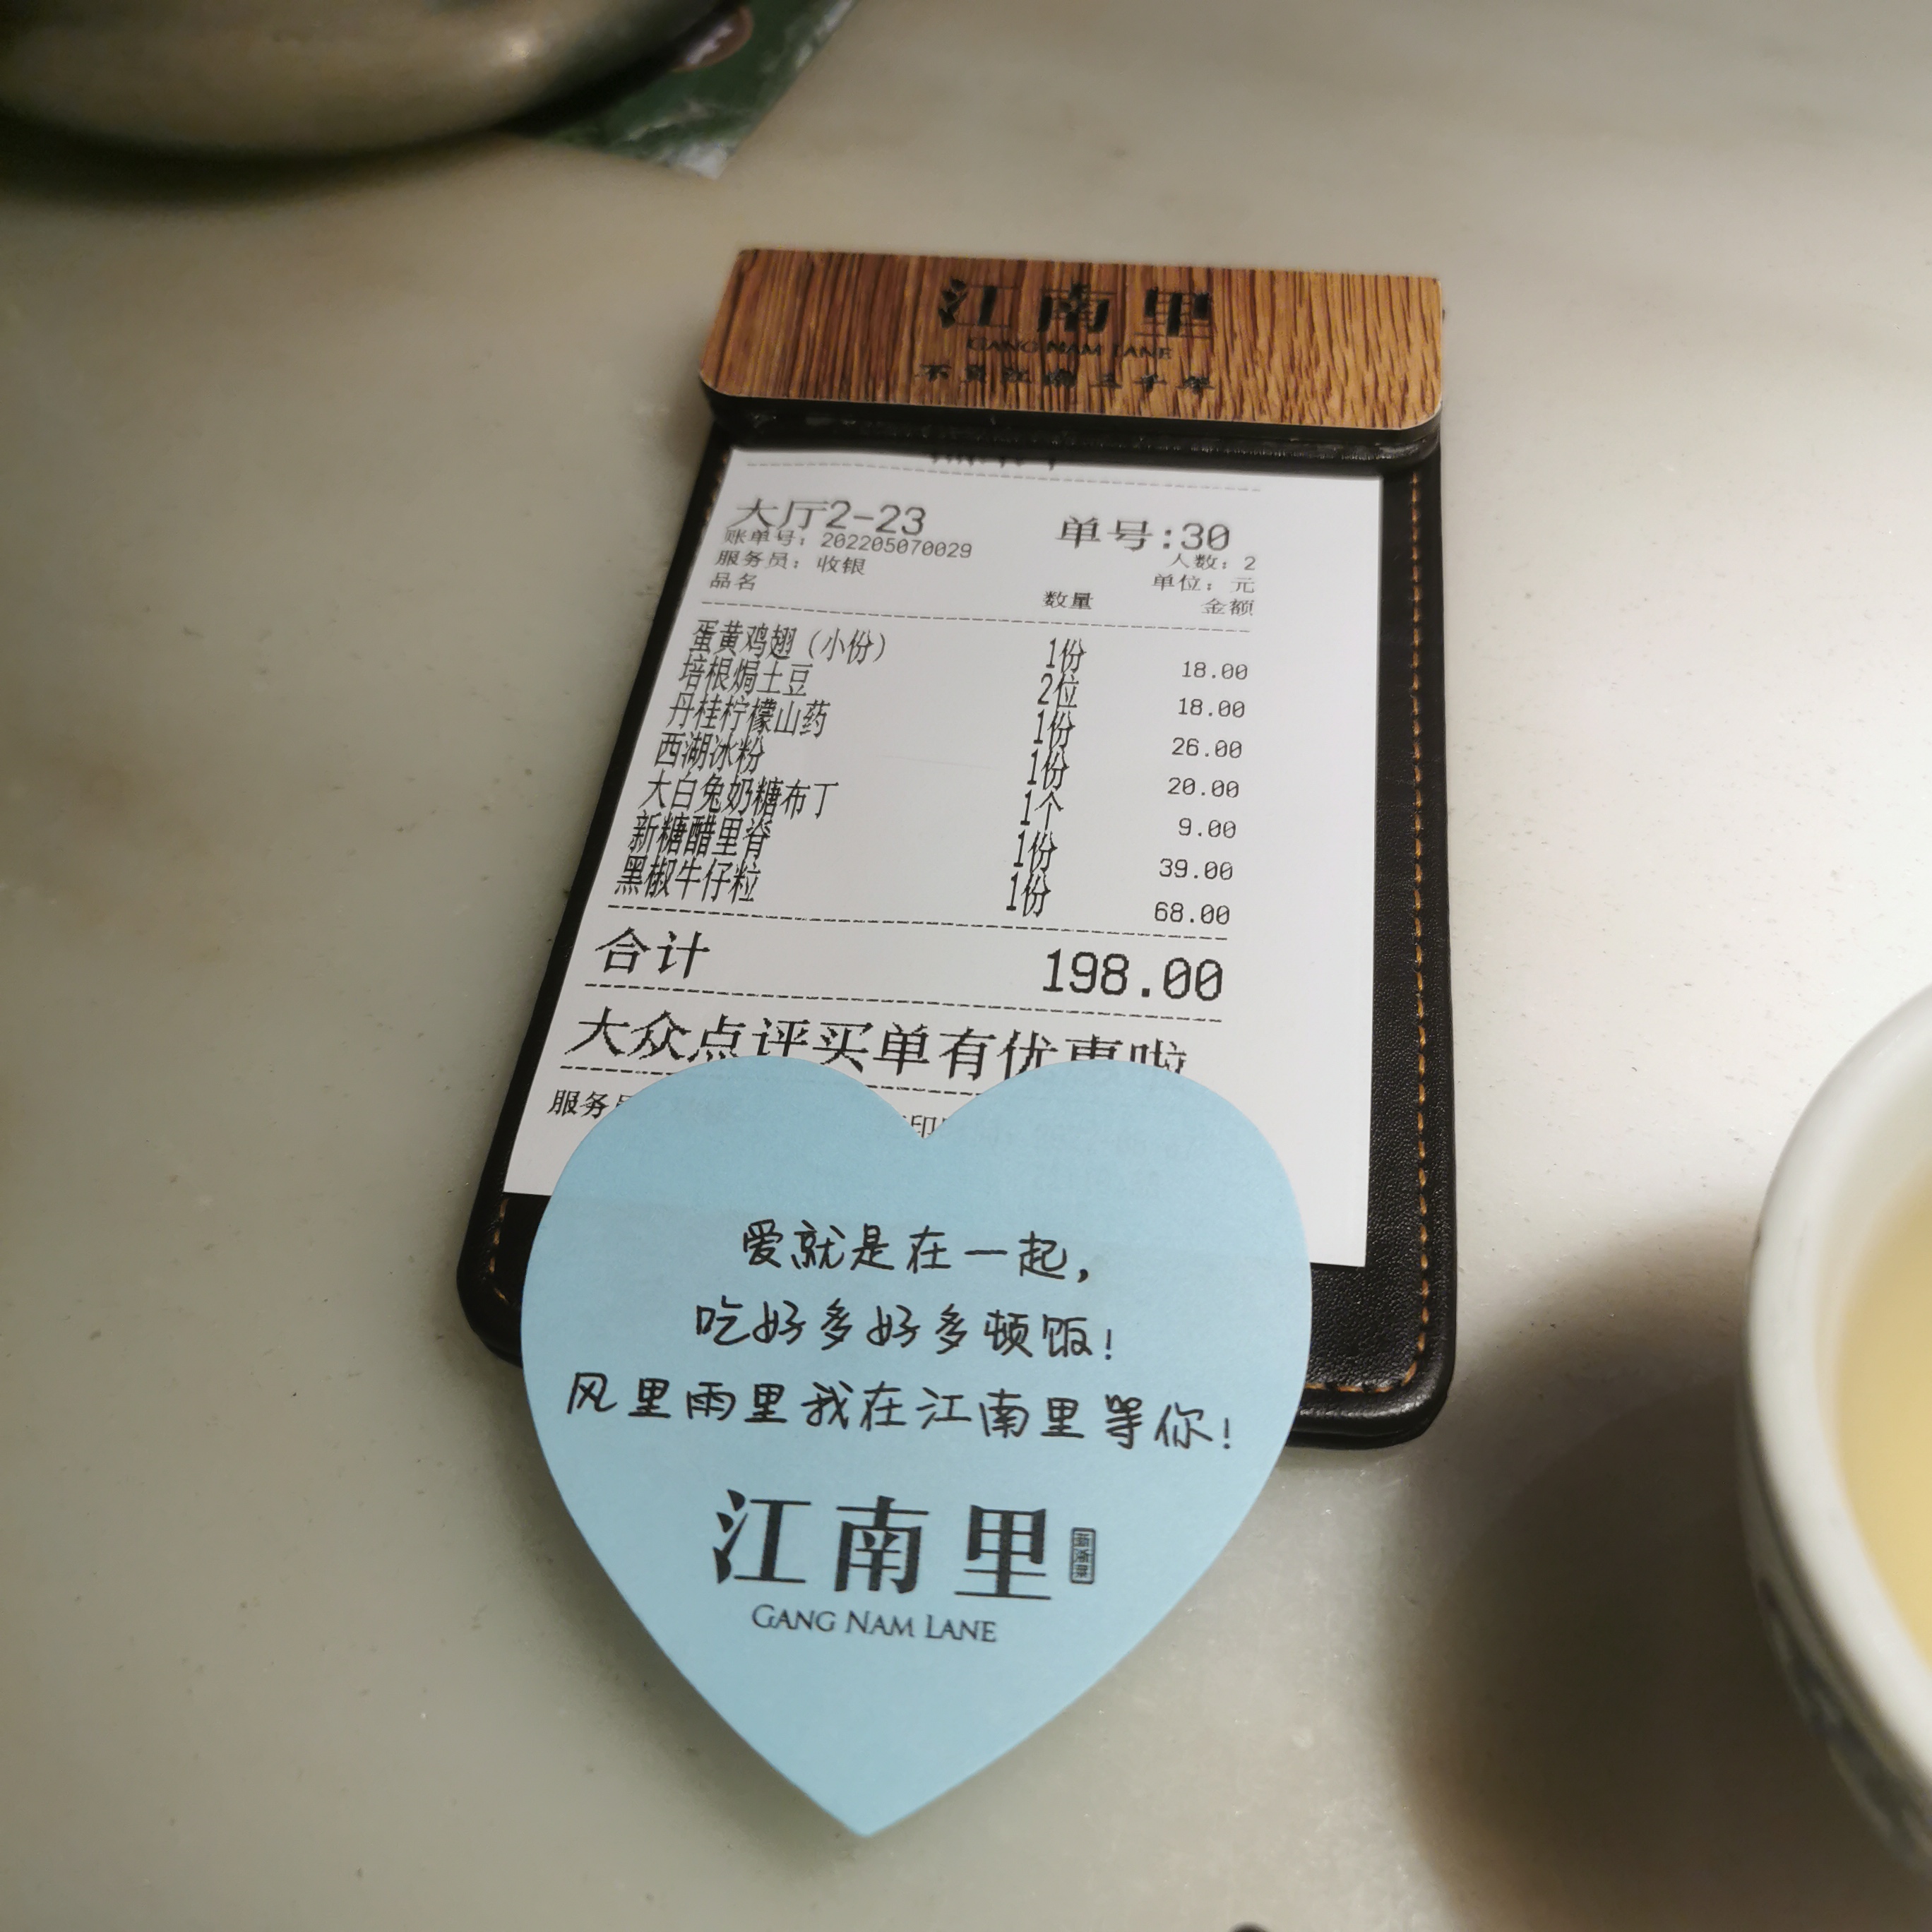 江南里
GANG NAM LANE
大厅2-23 单号:30
账单号: 202205070029 人数: 2
服务员: 收银 单位: 元
品名 数量 金额
蛋黄鸡翅(小份) 1份 18.00
培根焗土豆 2位 18.00
丹桂柠檬山药 1份 26.00
西湖冰粉 1份 20.00
大白兔奶糖布丁 1个 9.00
新糖醋里脊 1份 39.00
黑椒牛仔粒 1份 68.00
合计 198.00
大众点评买单有优惠啦
服务
印
爱就是在一起,
吃好多好多顿饭!
风里雨里我在江南里等你!
江南里
GANG NAM LANE